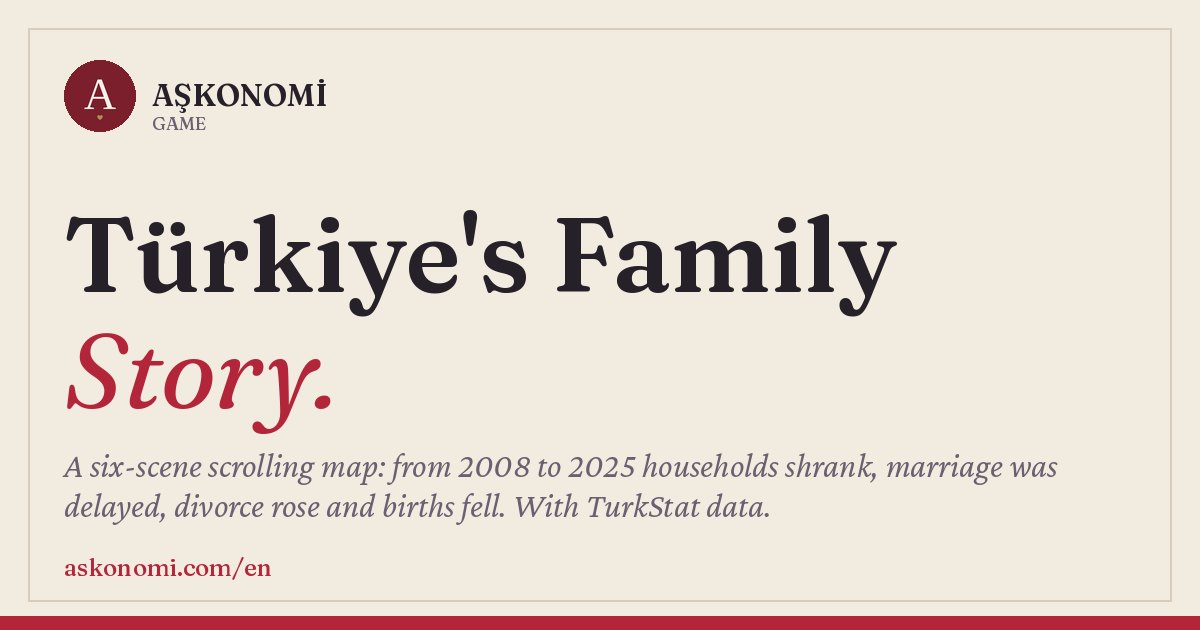 A
AŞKONOMİ
GAME
Türkiye's Family
Story.
A six-scene scrolling map: from 2008 to 2025 households shrank, marriage was
delayed, divorce rose and births fell. With TurkStat data.
askonomi.com/en